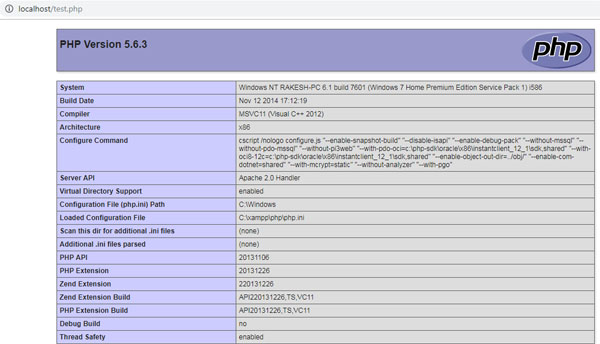 localhost/test.php
PHP Version 5.6.3
php
System Windows NT RAKESH-PC 6.1 build 7601 (Windows 7 Home Premium Edition Service Pack 1) i586
Build Date Nov 12 2014 17:12:19
Compiler MSVC11 (Visual C++ 2012)
Architecture x86
Configure Command cscript /nologo configure.js "--enable-snapshot-build" "--disable-isapi" "--enable-debug-pack" "--without-mssql" "--
without-pdo-mssql" "--without-pi3web" "--with-pdo-oci=c:\php-sdk\oracle\x86\instantclient_12_1\sdk,shared" "--with-
oci8-12c=c:\php-sdk\oracle\x86\instantclient_12_1\sdk,shared" "--enable-object-out-dir=../obj/" "--enable-com-
dotnet=shared" "--with-mcrypt=static" "--without-analyzer" "--with-pgo"
Server API Apache 2.0 Handler
Virtual Directory Support enabled
Configuration File (php.ini) Path C:\Windows
Loaded Configuration File C:\xampp\php\php.ini
Scan this dir for additional .ini files (none)
Additional .ini files parsed (none)
PHP API 20131106
PHP Extension 20131226
Zend Extension 220131226
Zend Extension Build API220131226,TS,VC11
PHP Extension Build API20131226,TS,VC11
Debug Build no
Thread Safety enabled